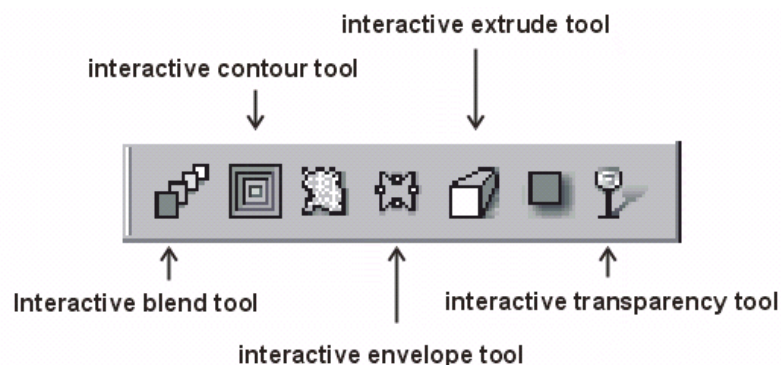 interactive extrude tool
interactive contour tool
Interactive blend tool
interactive transparency tool
interactive envelope tool